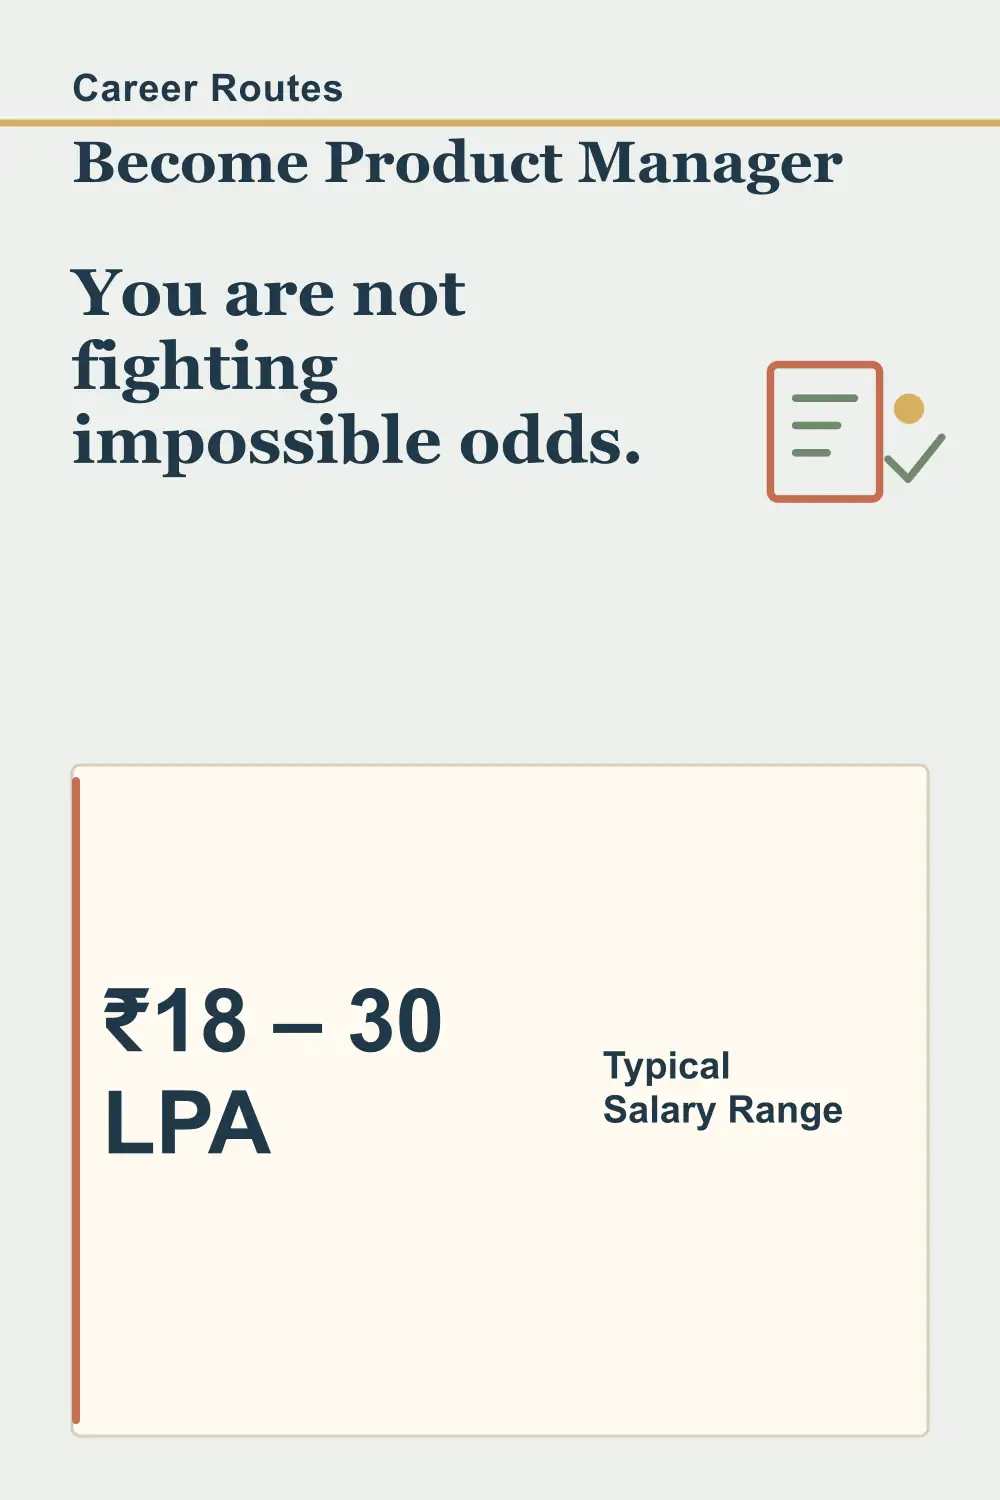 Career Routes
Become Product Manager
You are not
fighting
impossible odds.
₹18 – 30
LPA
Typical
Salary Range